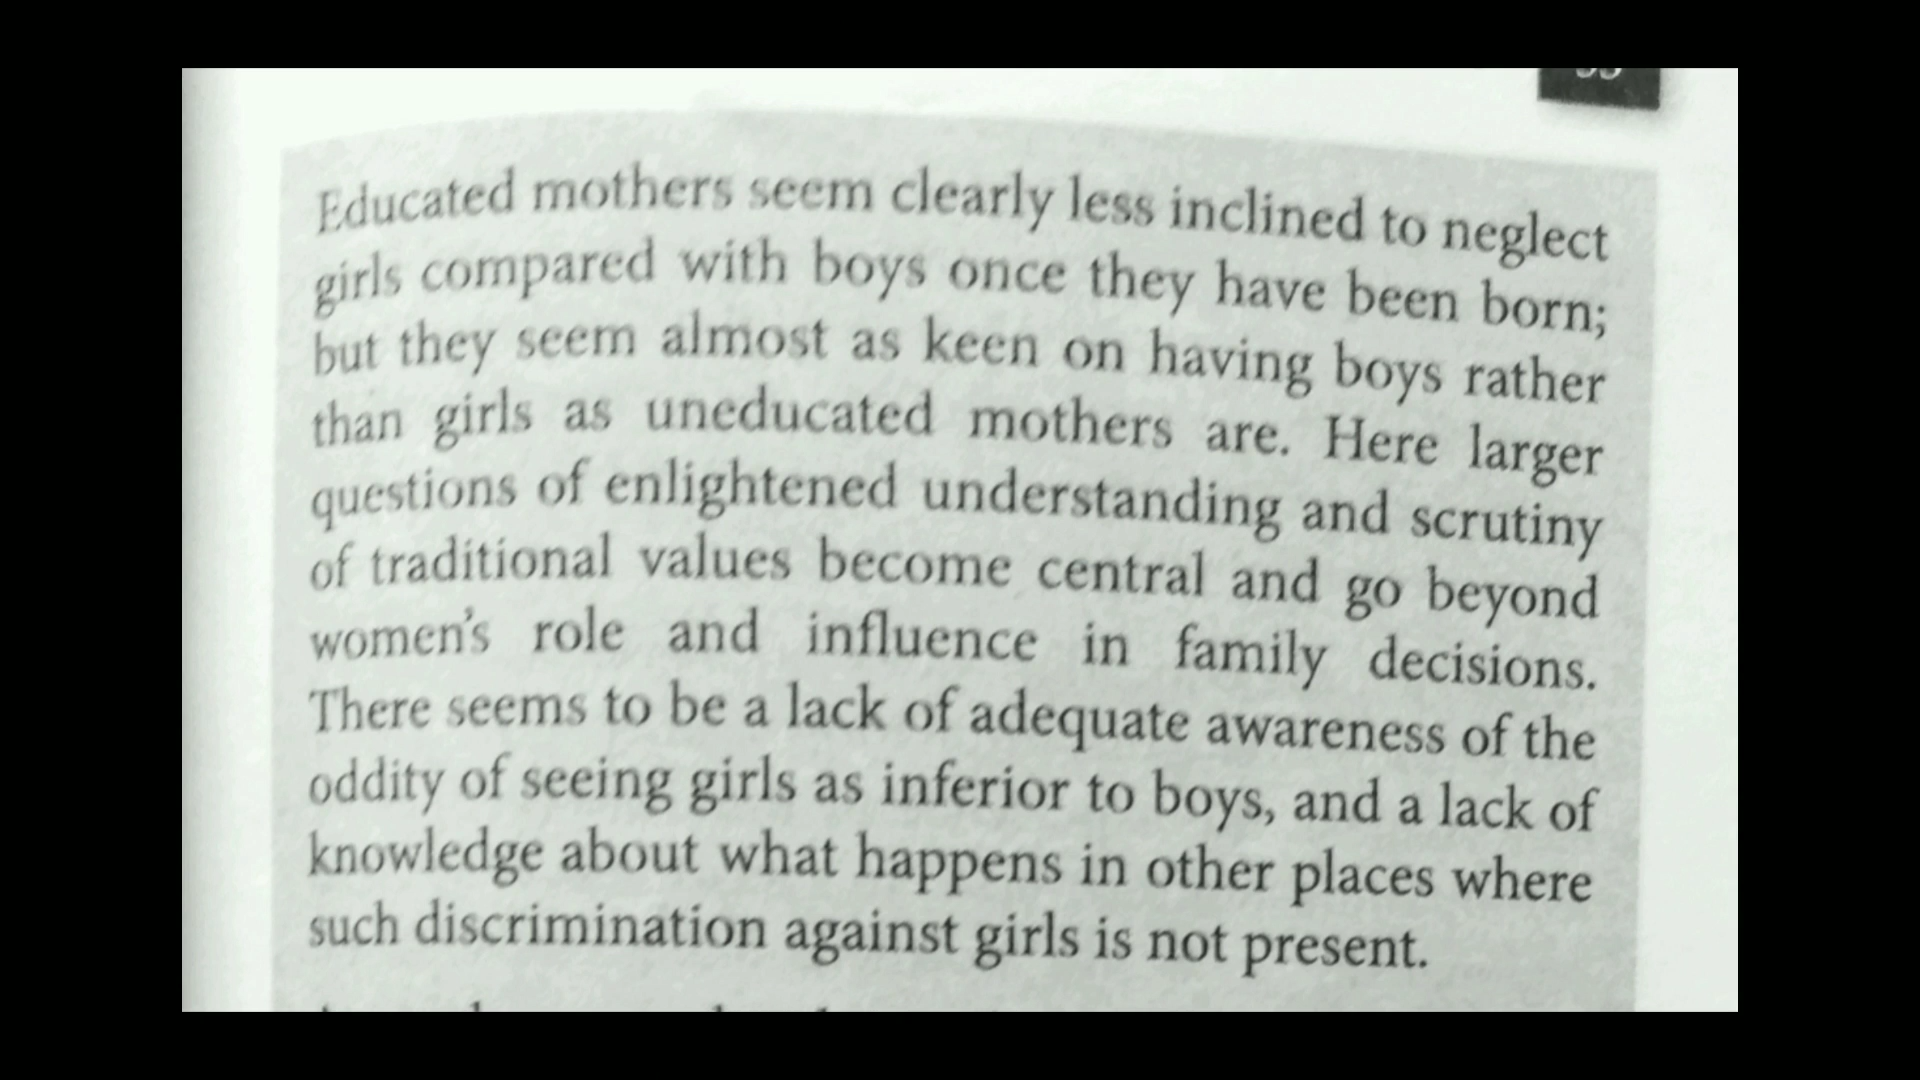 Educated mothers seem clearly less inclined to neglect
girls compared with boys once they have been born;
but they seem almost as keen on having boys rather
than girls as uneducated mothers are. Here larger
questions of enlightened understanding and scrutiny
of traditional values become central and go beyond
women's role and influence in family decisions.
There seems to be a lack of adequate awareness of the
oddity of seeing girls as inferior to boys, and a lack of
knowledge about what happens in other places where
such discrimination against girls is not present.